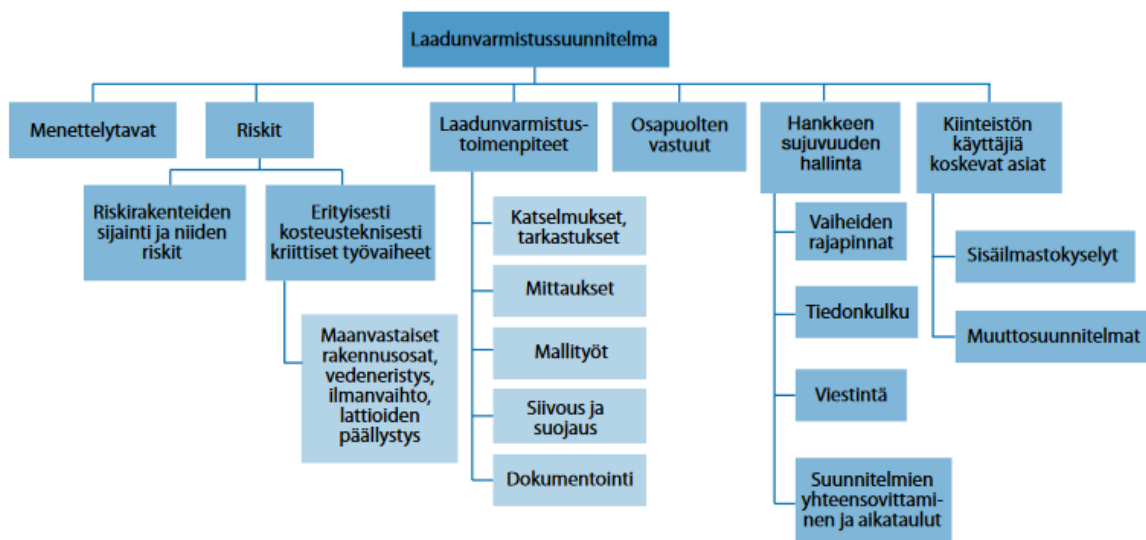 Laadunvarmistussuunnitelma
Menettelytavat
Riskit
Riskirakenteiden
sijainti ja niiden
riskit
Erityisesti
kosteusteknisesti
kriittiset työvaiheet
Maanvastaiset
rakennusosat,
vedeneristys,
ilmanvaihto,
lattioiden
päällystys
Laadunvarmistus-
toimenpiteet
Katselmukset,
tarkastukset
Mittaukset
Mallityöt
Siivous ja
suojaus
Dokumentointi
Osapuolten
vastuut
Hankkeen
sujuvuuden
hallinta
Vaiheiden
rajapinnat
Tiedonkulku
Viestintä
Suunnitelmien
yhteensovittami-
nen ja aikataulut
Kiinteistön
käyttäjiä
koskevat asiat
Sisäilmastokyselyt
Muuttosuunnitelmat